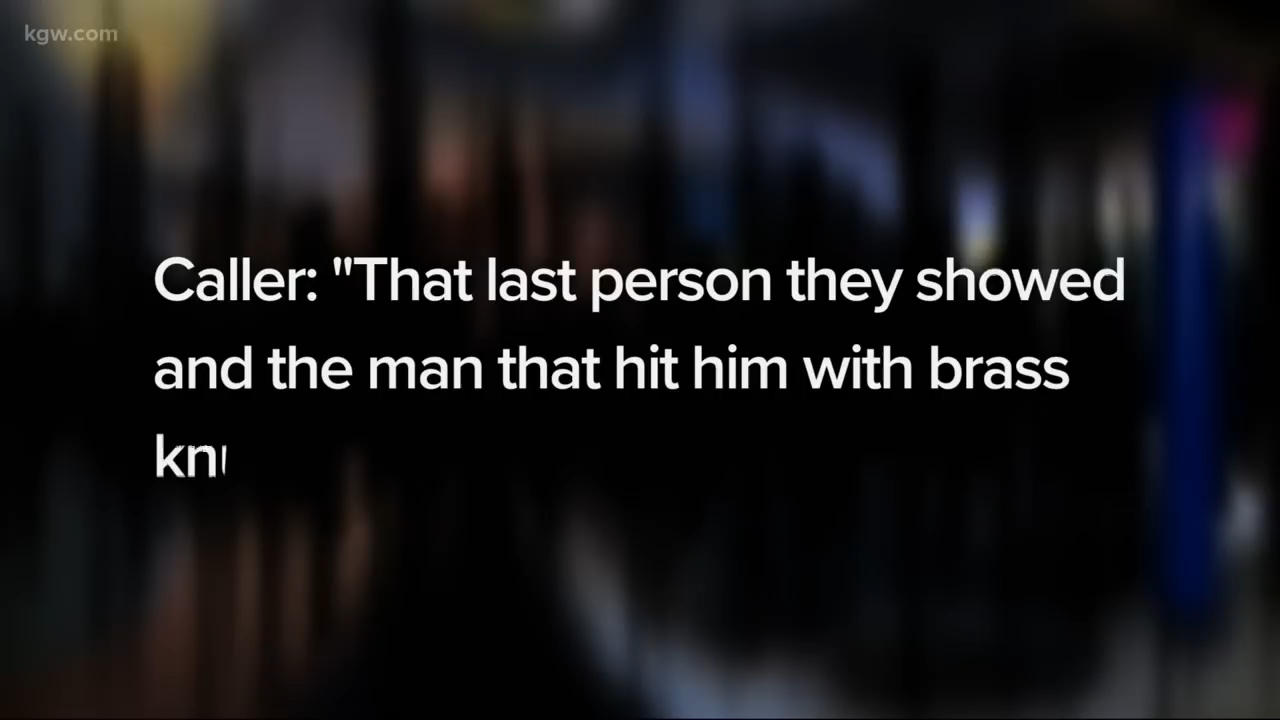 kgw.com
Caller: "That last person they showed
and the man that hit him with brass